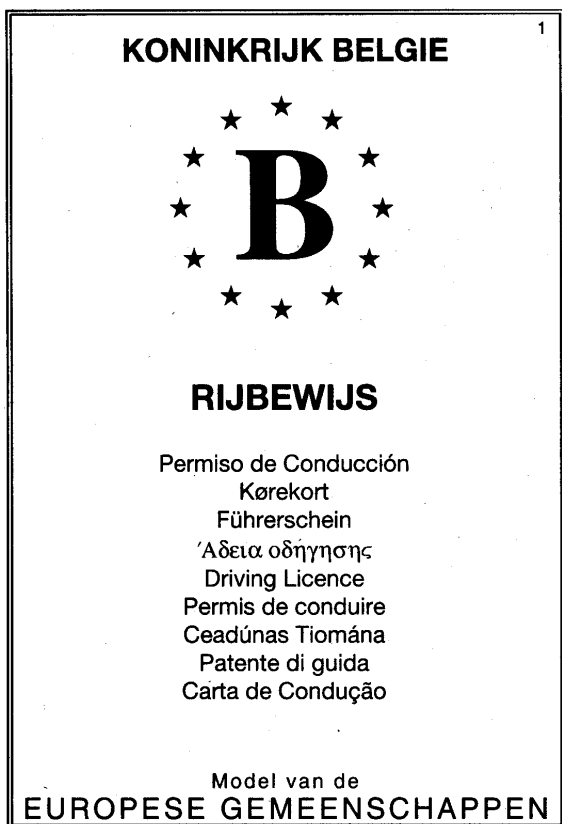 1
KONINKRIJK BELGIE
B
RIJBEWIJS
Permiso de Conducción
Kørekort
Führerschein
Άδεια οδήγησης
Driving Licence
Permis de conduire
Ceadúnas Tiomána
Patente di guida
Carta de Condução
Model van de
EUROPESE GEMEENSCHAPPEN